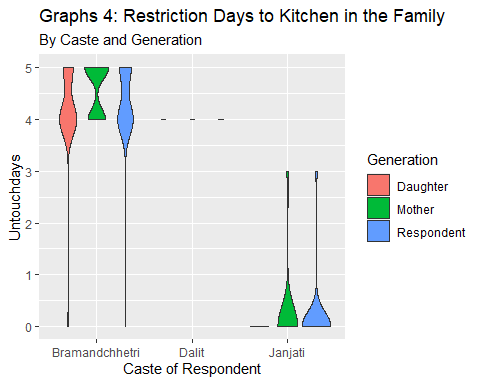 Graphs 4: Restriction Days to Kitchen in the Family
By Caste and Generation
Untouchdays
5
4
3
2
1
0
Bramandchhetri
Dalit
Janjati
Caste of Respondent
Generation
Daughter
Mother
Respondent